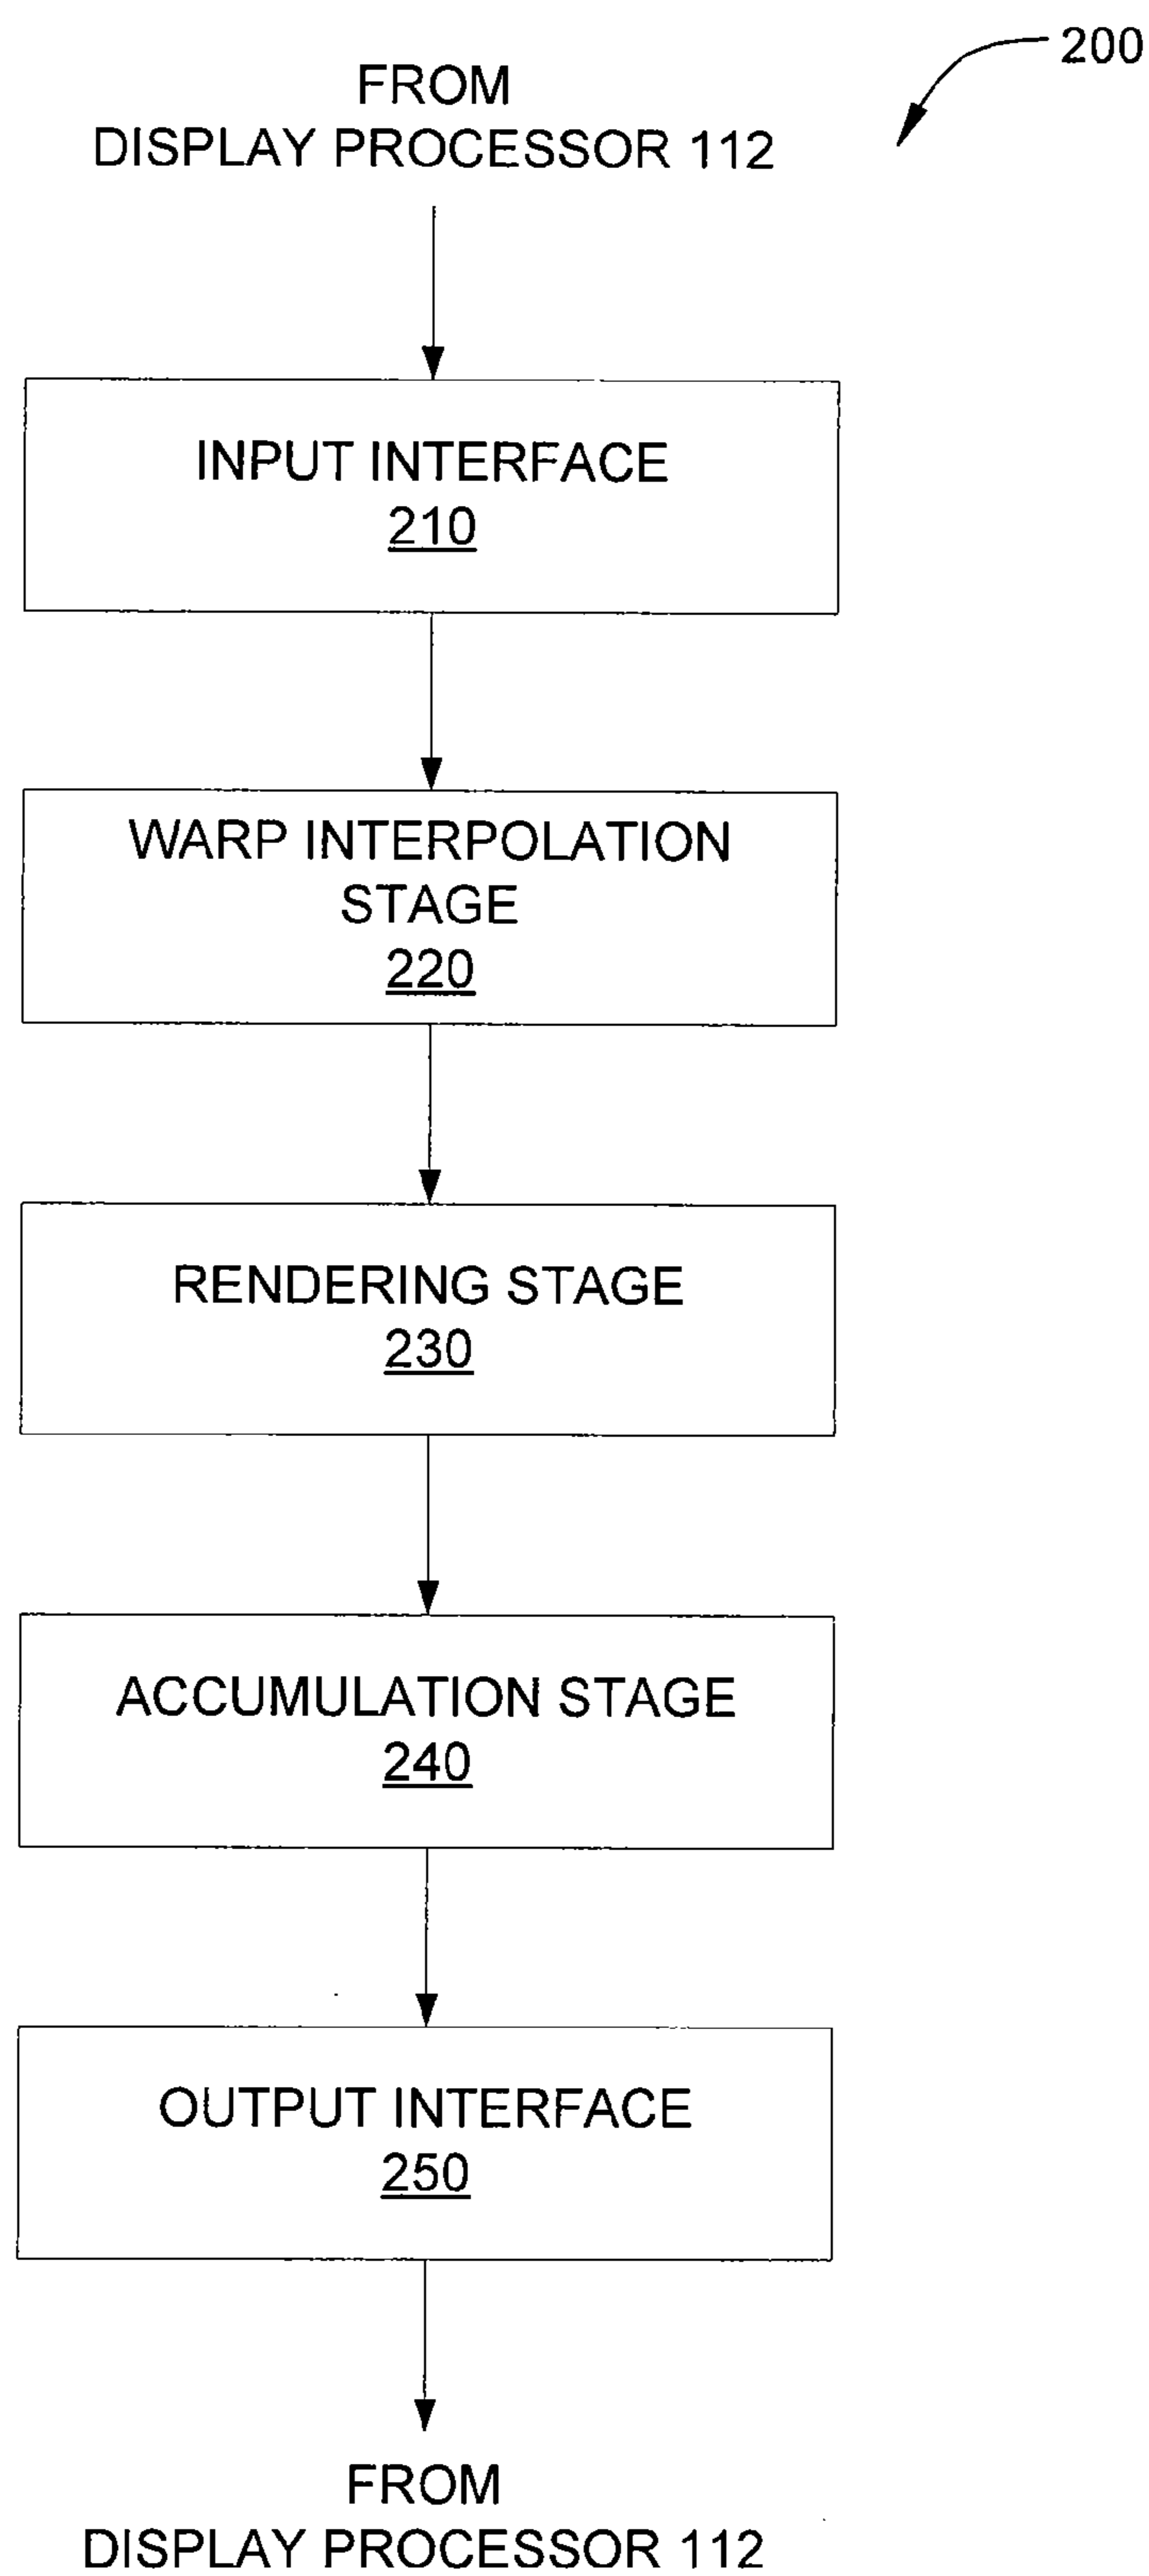 200
FROM
DISPLAY PROCESSOR 112
INPUT INTERFACE
210
WARP INTERPOLATION
STAGE
220
RENDERING STAGE
230
ACCUMULATION STAGE
240
OUTPUT INTERFACE
250
FROM
DISPLAY PROCESSOR 112